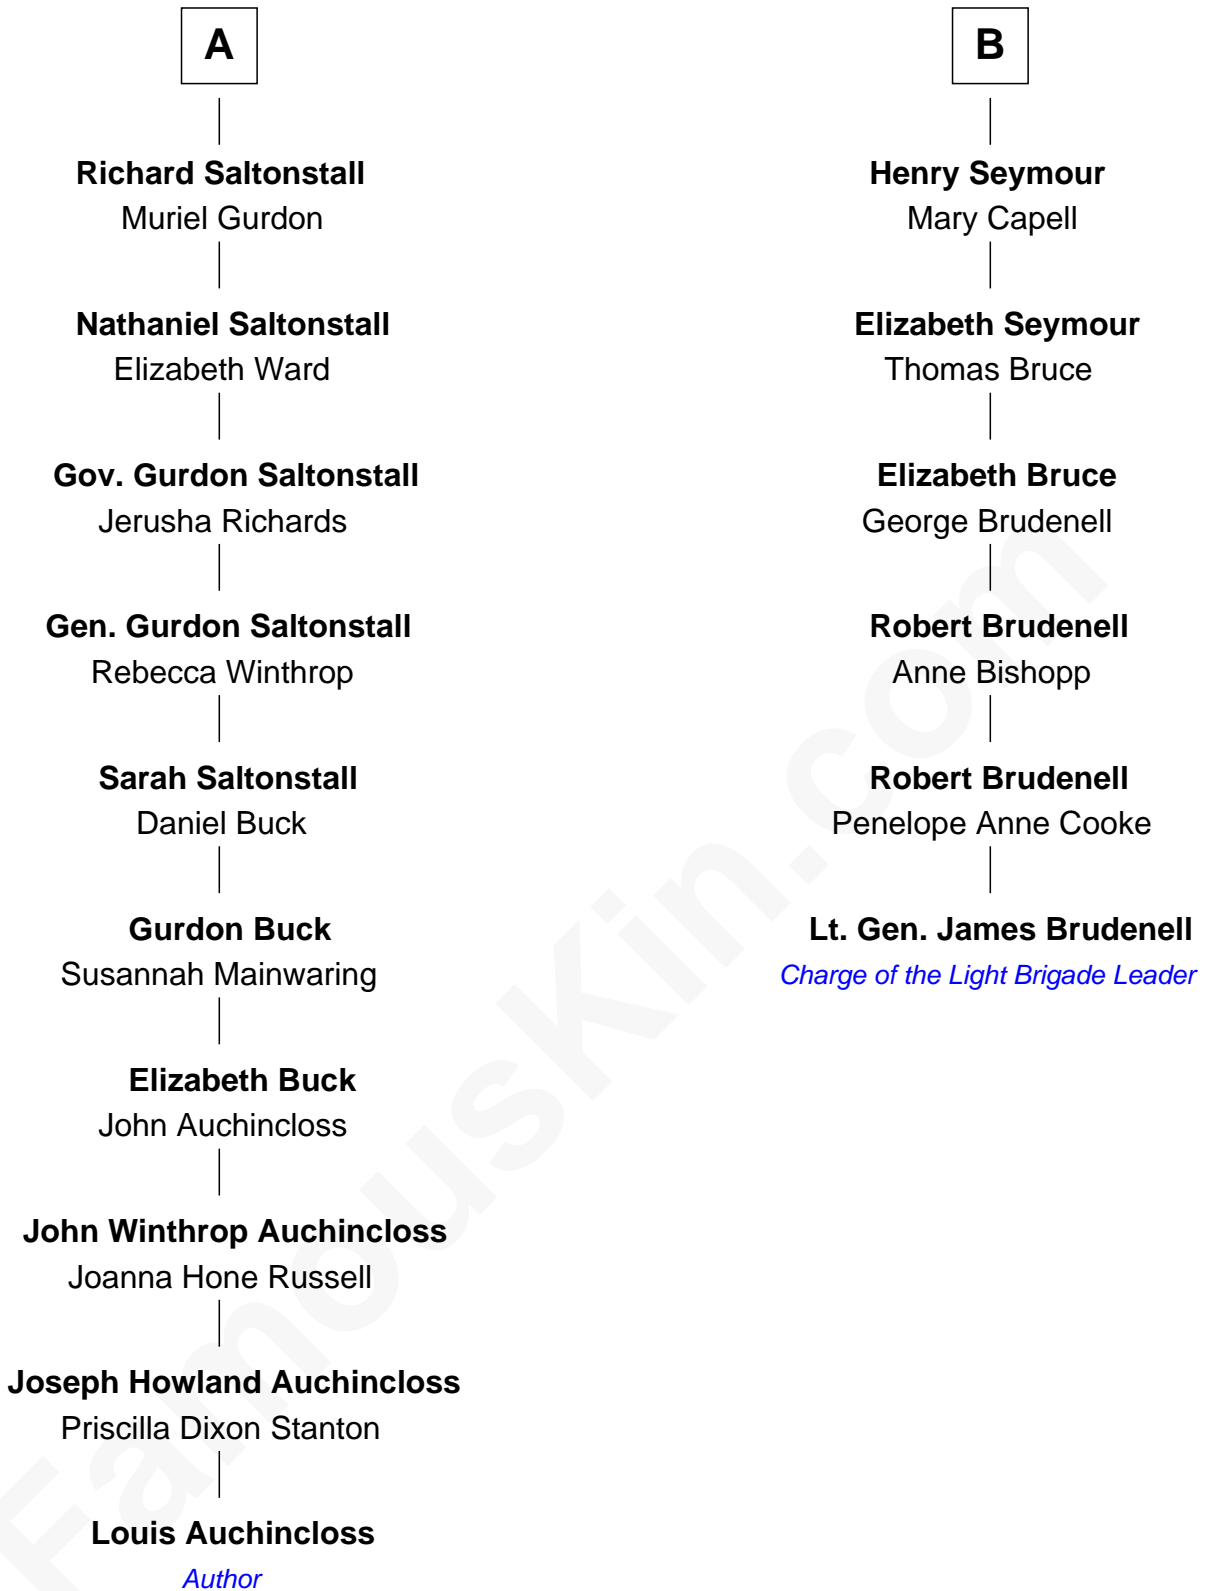 A
Richard Saltonstall
Muriel Gurdon
Nathaniel Saltonstall
Elizabeth Ward
Gov. Gurdon Saltonstall
Jerusha Richards
Gen. Gurdon Saltonstall
Rebecca Winthrop
Sarah Saltonstall
Daniel Buck
Gurdon Buck
Susannah Mainwaring
Elizabeth Buck
John Auchincloss
John Winthrop Auchincloss
Joanna Hone Russell
Joseph Howland Auchincloss
Priscilla Dixon Stanton
Louis Auchincloss
Author
B
Henry Seymour
Mary Capell
Elizabeth Seymour
Thomas Bruce
Elizabeth Bruce
George Brudenell
Robert Brudenell
Anne Bishopp
Robert Brudenell
Penelope Anne Cooke
Lt. Gen. James Brudenell
Charge of the Light Brigade Leader
FamousKin.com